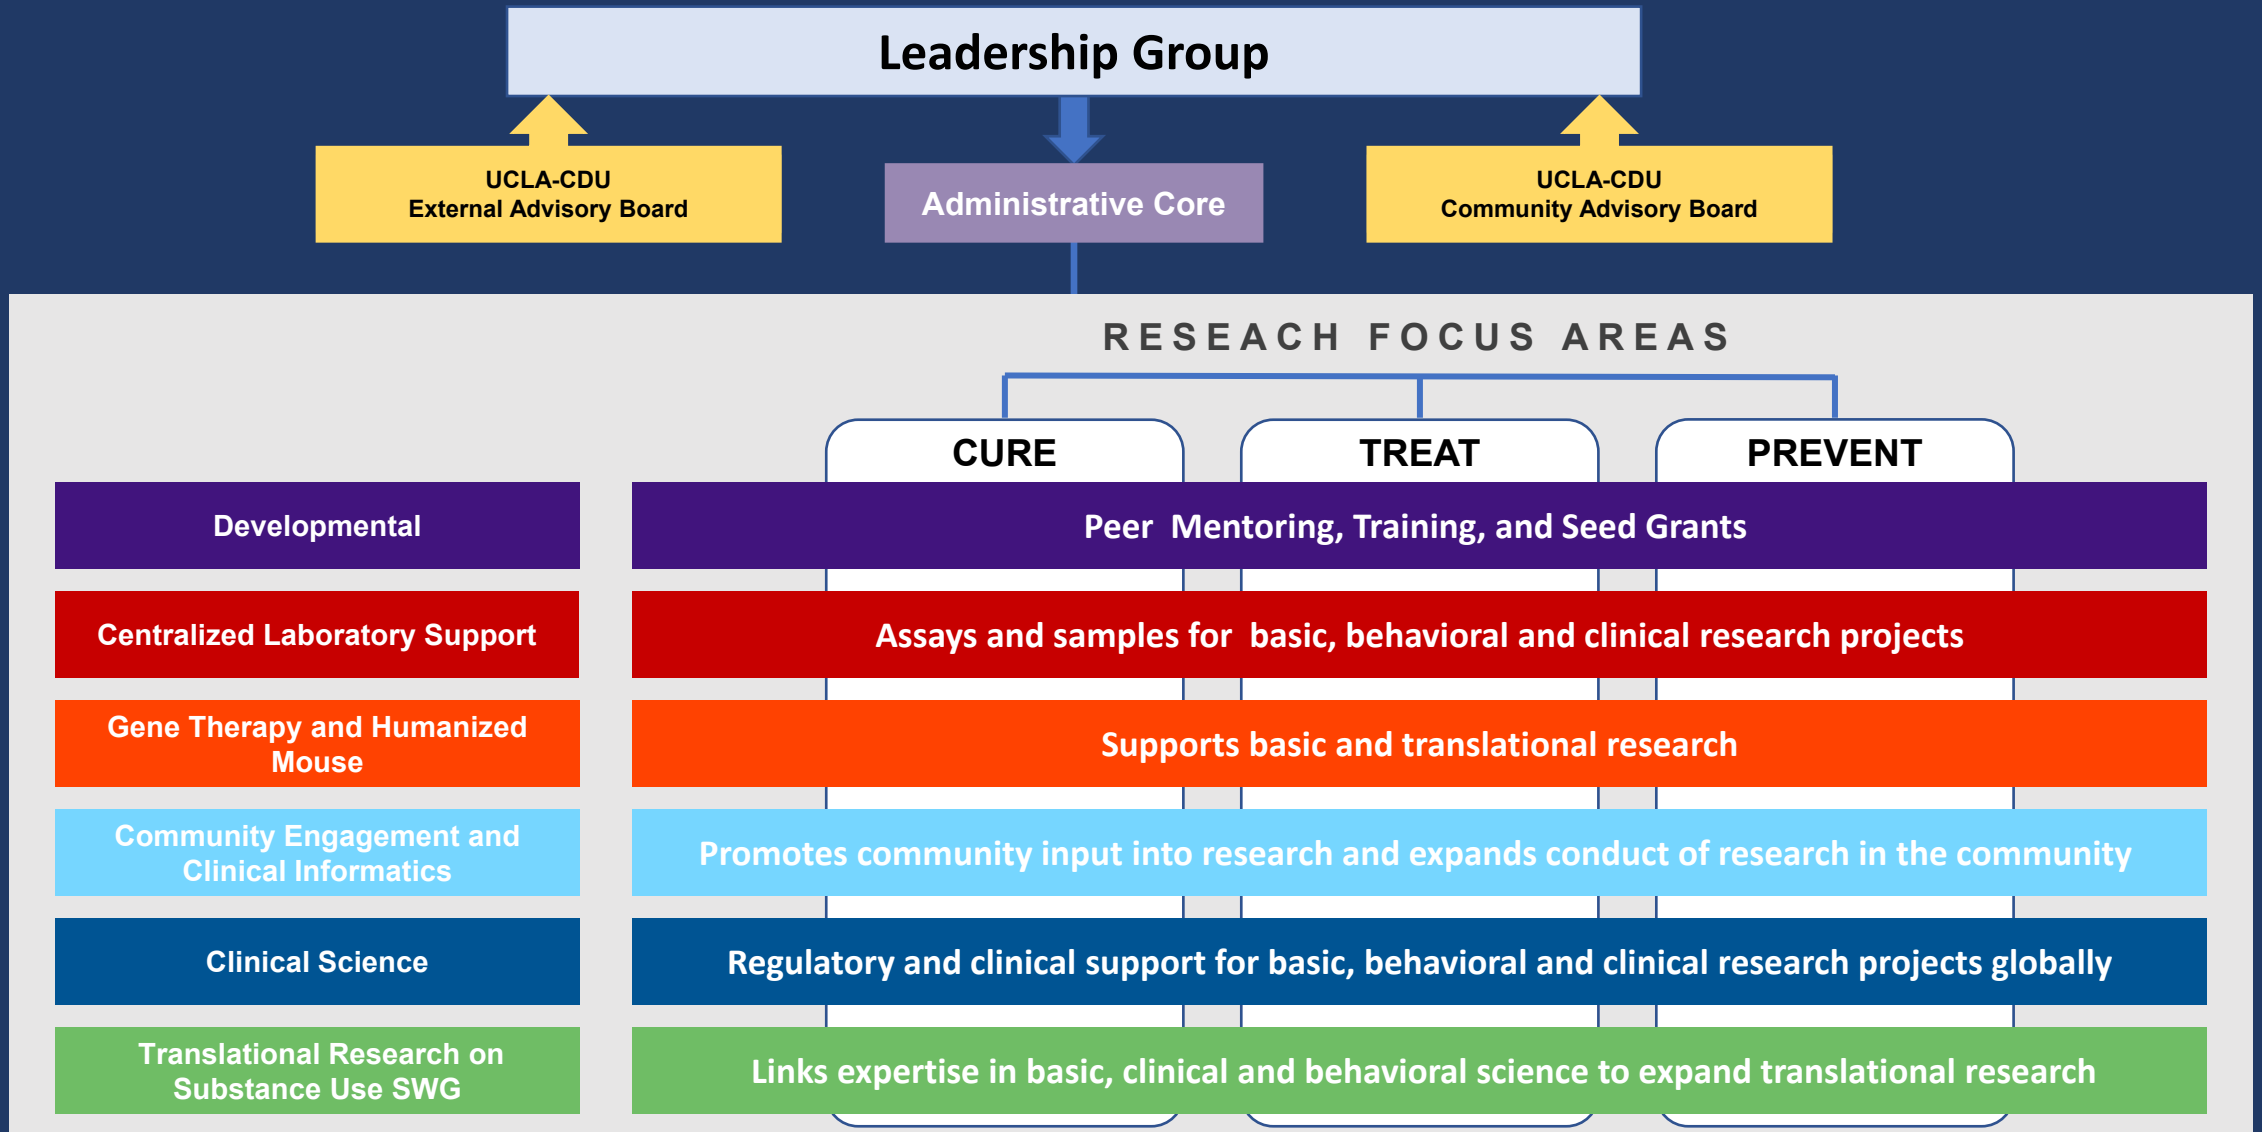 Leadership Group
UCLA-CDU
External Advisory Board
Administrative Core
UCLA-CDU
Community Advisory Board
RESEACH FOCUS AREAS
CURE
TREAT
PREVENT
Developmental
Peer  Mentoring, Training, and Seed Grants
Centralized Laboratory Support
Assays and samples for  basic, behavioral and clinical research projects
Gene Therapy and Humanized
Mouse
Supports basic and translational research
Community Engagement and
Clinical Informatics
Promotes community input into research and expands conduct of research in the community
Clinical Science
Regulatory and clinical support for basic, behavioral and clinical research projects globally
Translational Research on
Substance Use SWG
Links expertise in basic, clinical and behavioral science to expand translational research